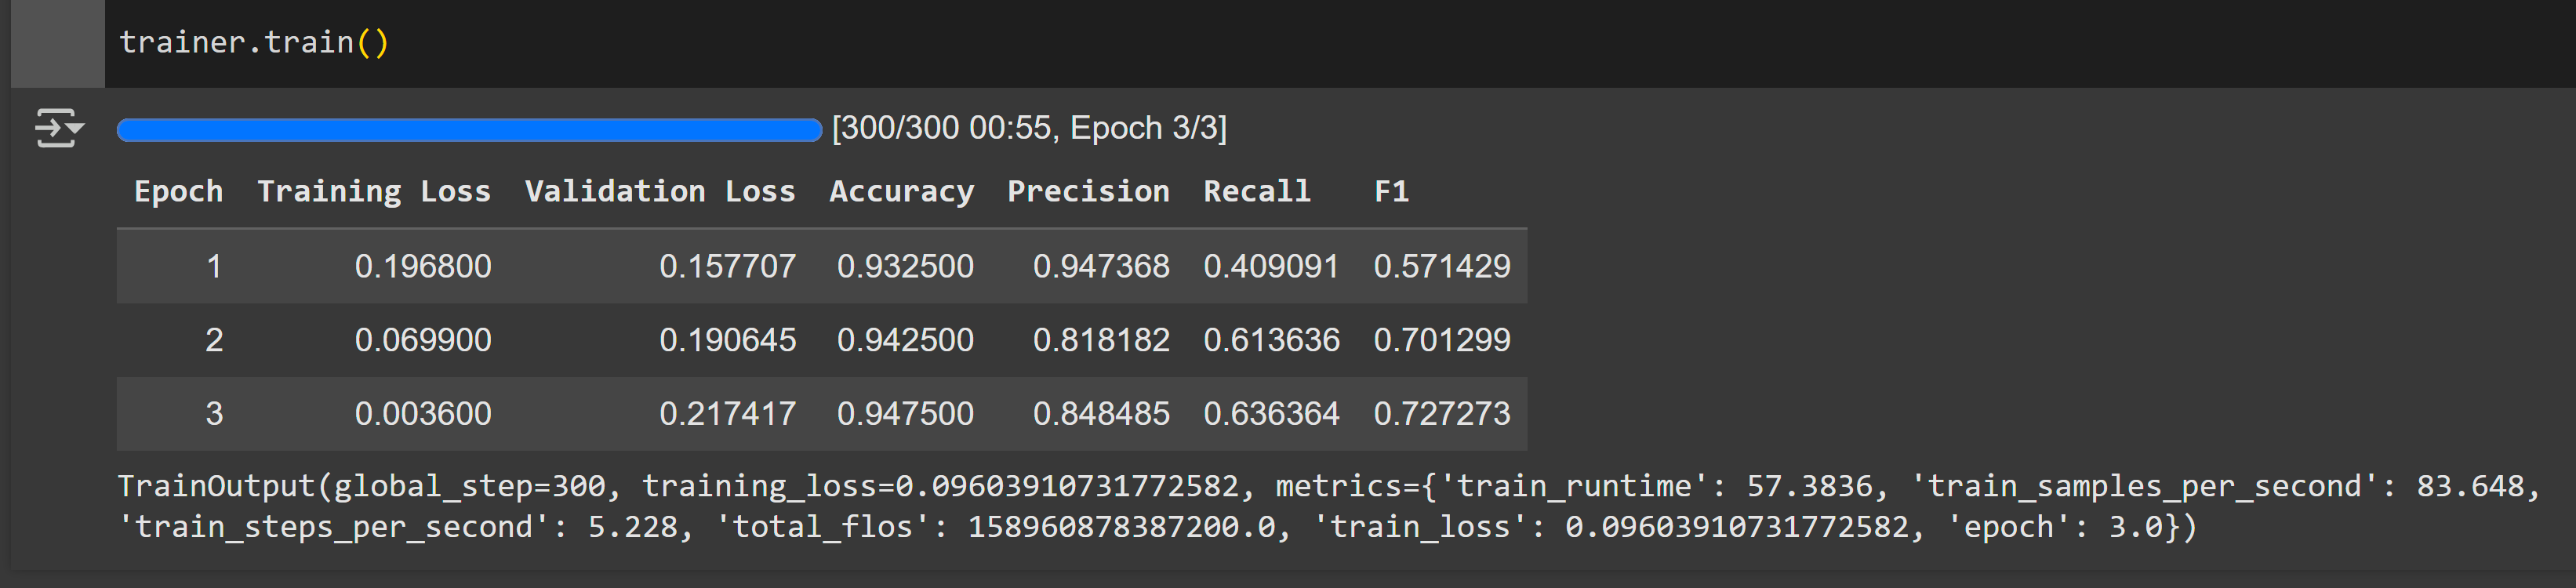 trainer.train()
[300/300 00:55, Epoch 3/3]
Epoch Training Loss Validation Loss Accuracy Precision Recall F1
1 0.196800 0.157707 0.932500 0.947368 0.409091 0.571429
2 0.069900 0.190645 0.942500 0.818182 0.613636 0.701299
3 0.003600 0.217417 0.947500 0.848485 0.636364 0.727273
TrainOutput(global_step=300, training_loss=0.09603910731772582, metrics={'train_runtime': 57.3836, 'train_samples_per_second': 83.648,
'train_steps_per_second': 5.228, 'total_flos': 158960878387200.0, 'train_loss': 0.09603910731772582, 'epoch': 3.0})